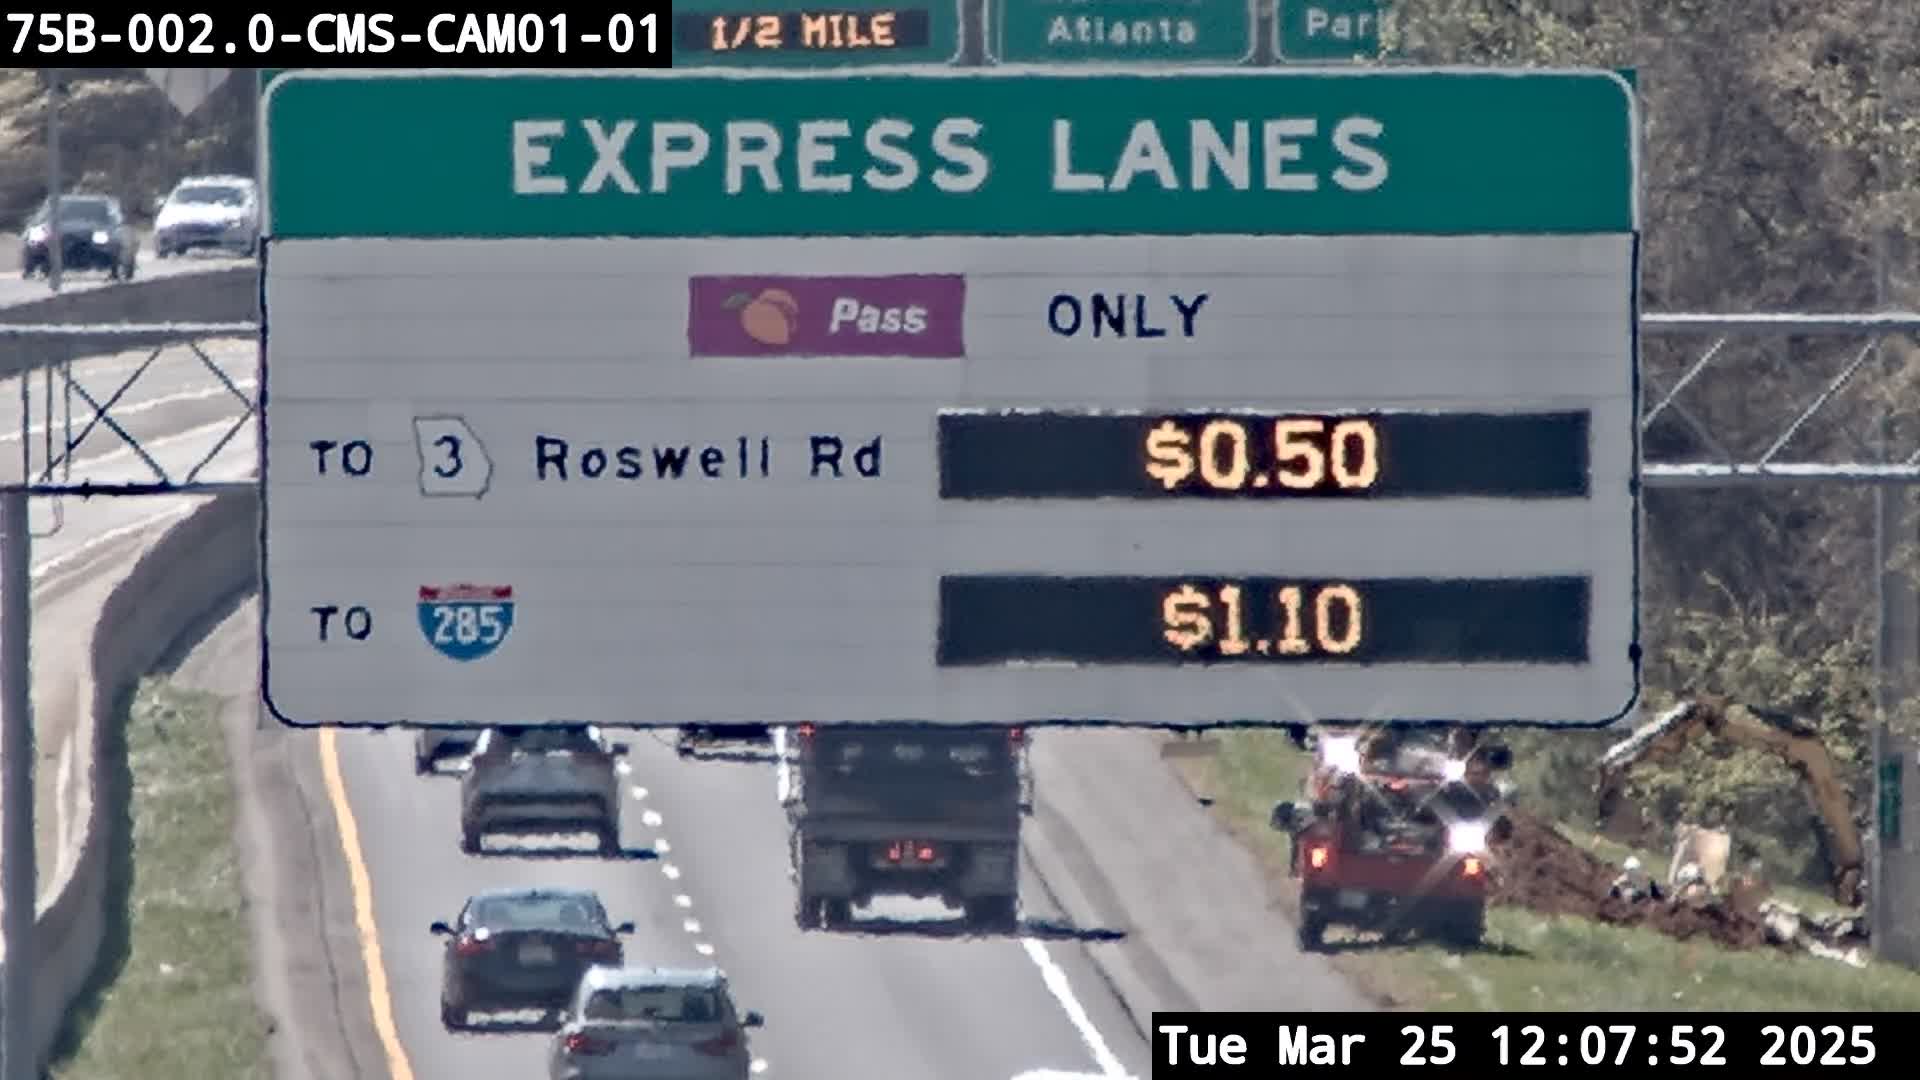 75B-002.0-CMS-CAM01-01
1/2 MILE
Atlanta
EXPRESS LANES
Pass ONLY
TO 3 Roswell Rd $0.50
TO 285 $1.10
Tue Mar 25 12:07:52 2025